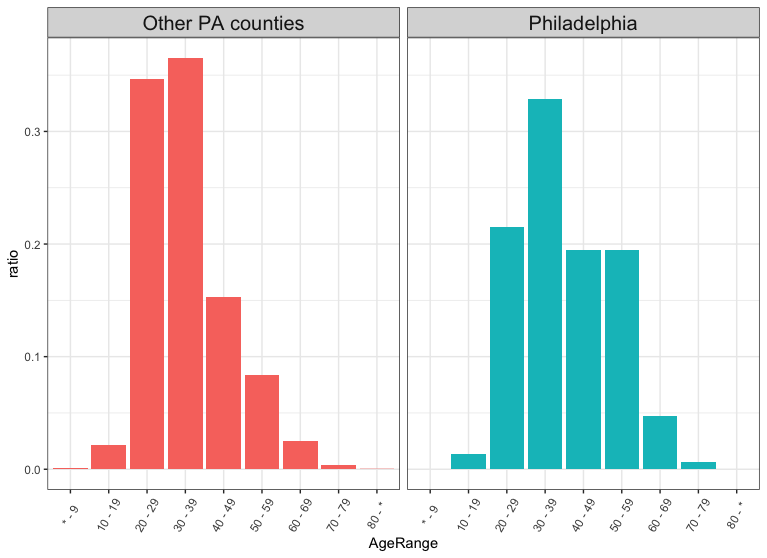 Other PA counties
Philadelphia
ratio
0.3
0.2
0.1
0.0
* - 9
10 - 19
20 - 29
30 - 39
40 - 49
50 - 59
60 - 69
70 - 79
80 - *
* - 9
10 - 19
20 - 29
30 - 39
40 - 49
50 - 59
60 - 69
70 - 79
80 - *
AgeRange